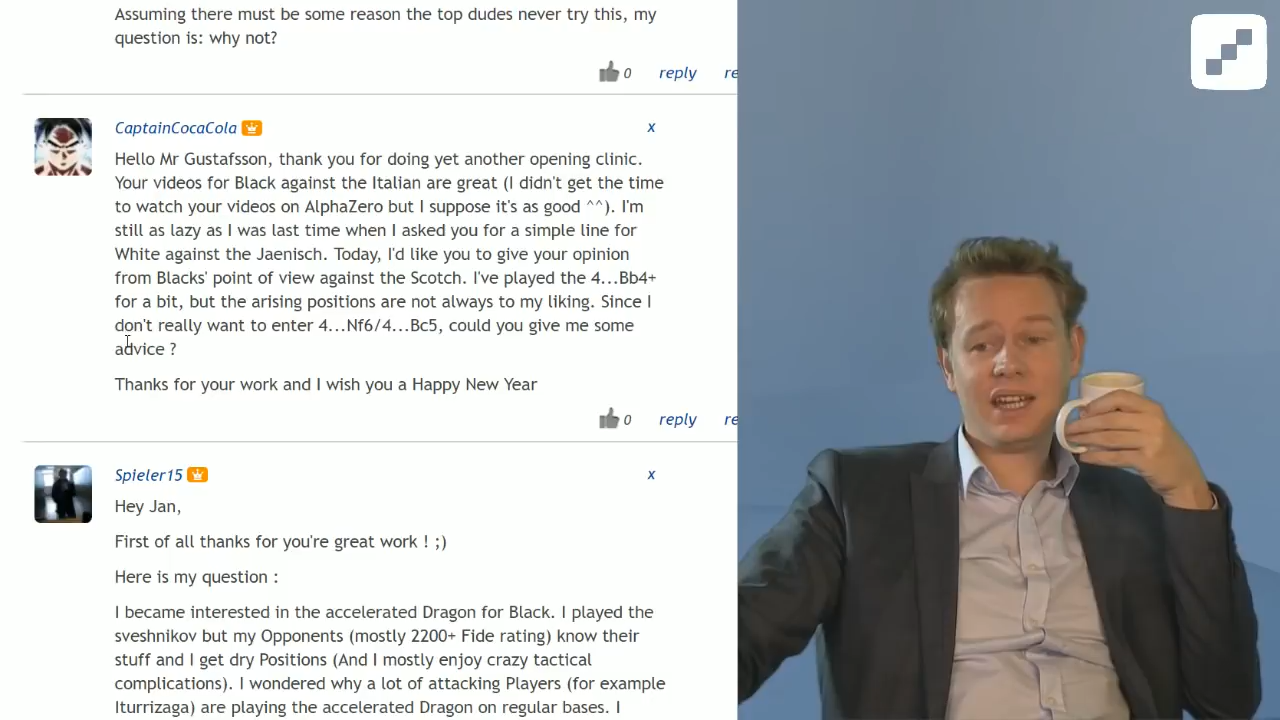 Assuming there must be some reason the top dudes never try this, my
question is: why not?
0 reply re
CaptainCocaCola x
Hello Mr Gustafsson, thank you for doing yet another opening clinic.
Your videos for Black against the Italian are great (I didn't get the time
to watch your videos on AlphaZero but I suppose it's as good ^^). I'm
still as lazy as I was last time when I asked you for a simple line for
White against the Jaenisch. Today, I'd like you to give your opinion
from Blacks' point of view against the Scotch. I've played the 4...Bb4+
for a bit, but the arising positions are not always to my liking. Since I
don't really want to enter 4...Nf6/4...Bc5, could you give me some
advice ?
Thanks for your work and I wish you a Happy New Year
0 reply re
Spieler15 x
Hey Jan,
First of all thanks for you're great work ! ;)
Here is my question :
I became interested in the accelerated Dragon for Black. I played the
sveshnikov but my Opponents (mostly 2200+ Fide rating) know their
stuff and I get dry Positions (And I mostly enjoy crazy tactical
complications). I wondered why a lot of attacking Players (for example
Iturrizaga) are playing the accelerated Dragon on regular bases. I